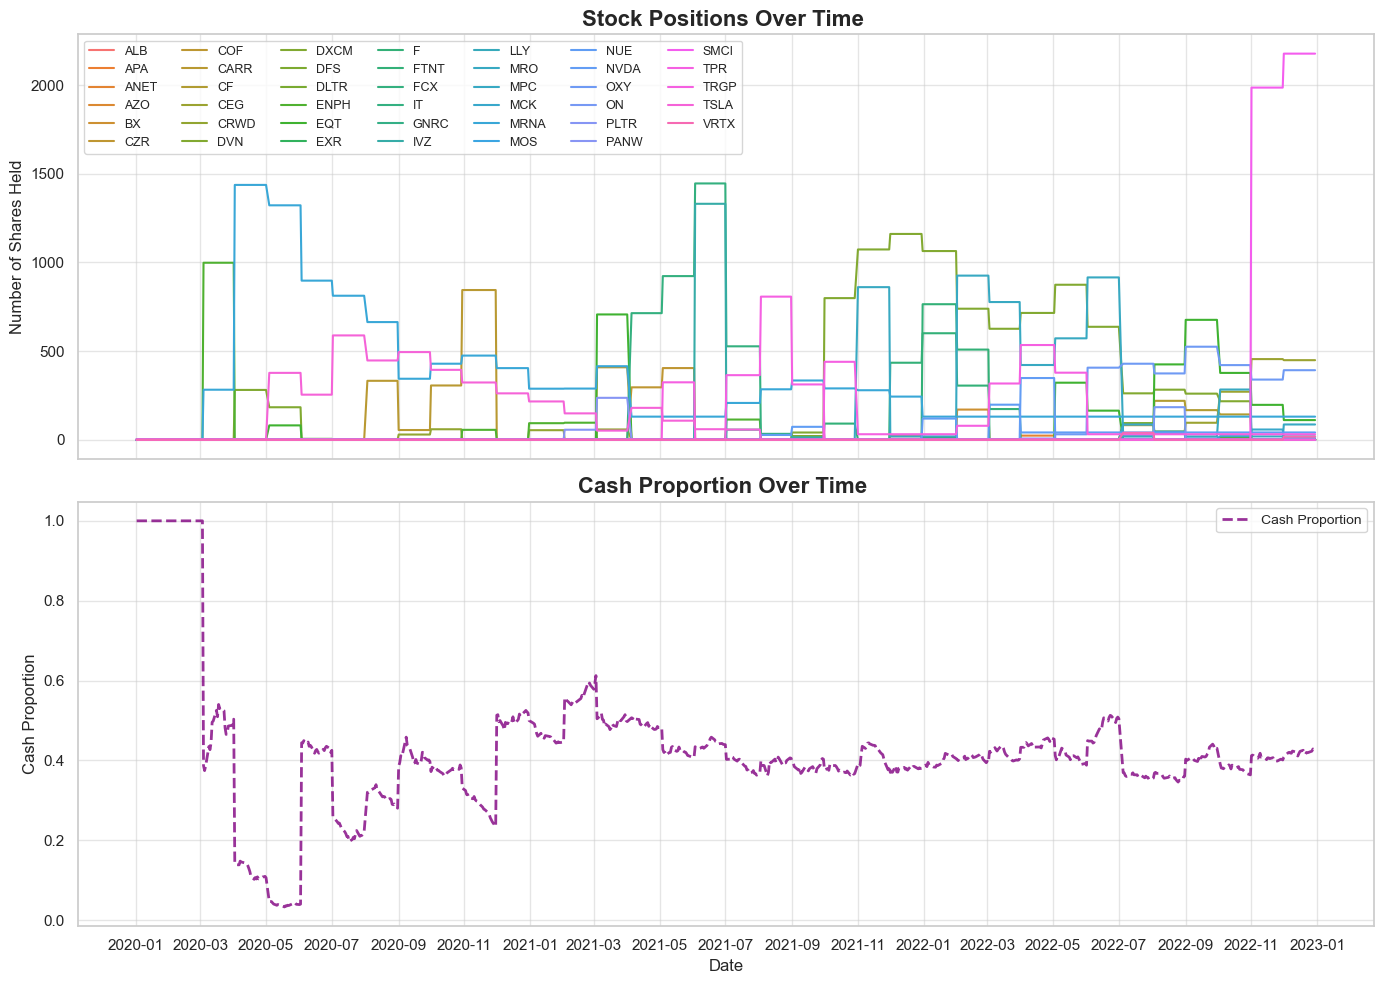 Stock Positions Over Time
Number of Shares Held
2000
1500
1000
500
0
ALB COF DXCM F LLY NUE SMCI
APA CARR DFS FTNT MRO NVDA TPR
ANET CF DLTR FCX MPC OXY TRGP
AZO CEG ENPH IT MCK ON TSLA
BX CRWD EQT GNRC MRNA PLTR VRTX
CZR DVN EXR IVZ MOS PANW
Cash Proportion Over Time
Cash Proportion
Cash Proportion
1.0
0.8
0.6
0.4
0.2
0.0
2020-01 2020-03 2020-05 2020-07 2020-09 2020-11 2021-01 2021-03 2021-05 2021-07 2021-09 2021-11 2022-01 2022-03 2022-05 2022-07 2022-09 2022-11 2023-01
Date